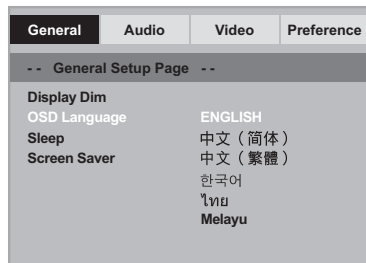 General Audio Video Preference
- - General Setup Page - -
Display Dim
OSD Language ENGLISH
Sleep 中文（简体）
Screen Saver 中文（繁體）
한국어
ไทย
Melayu